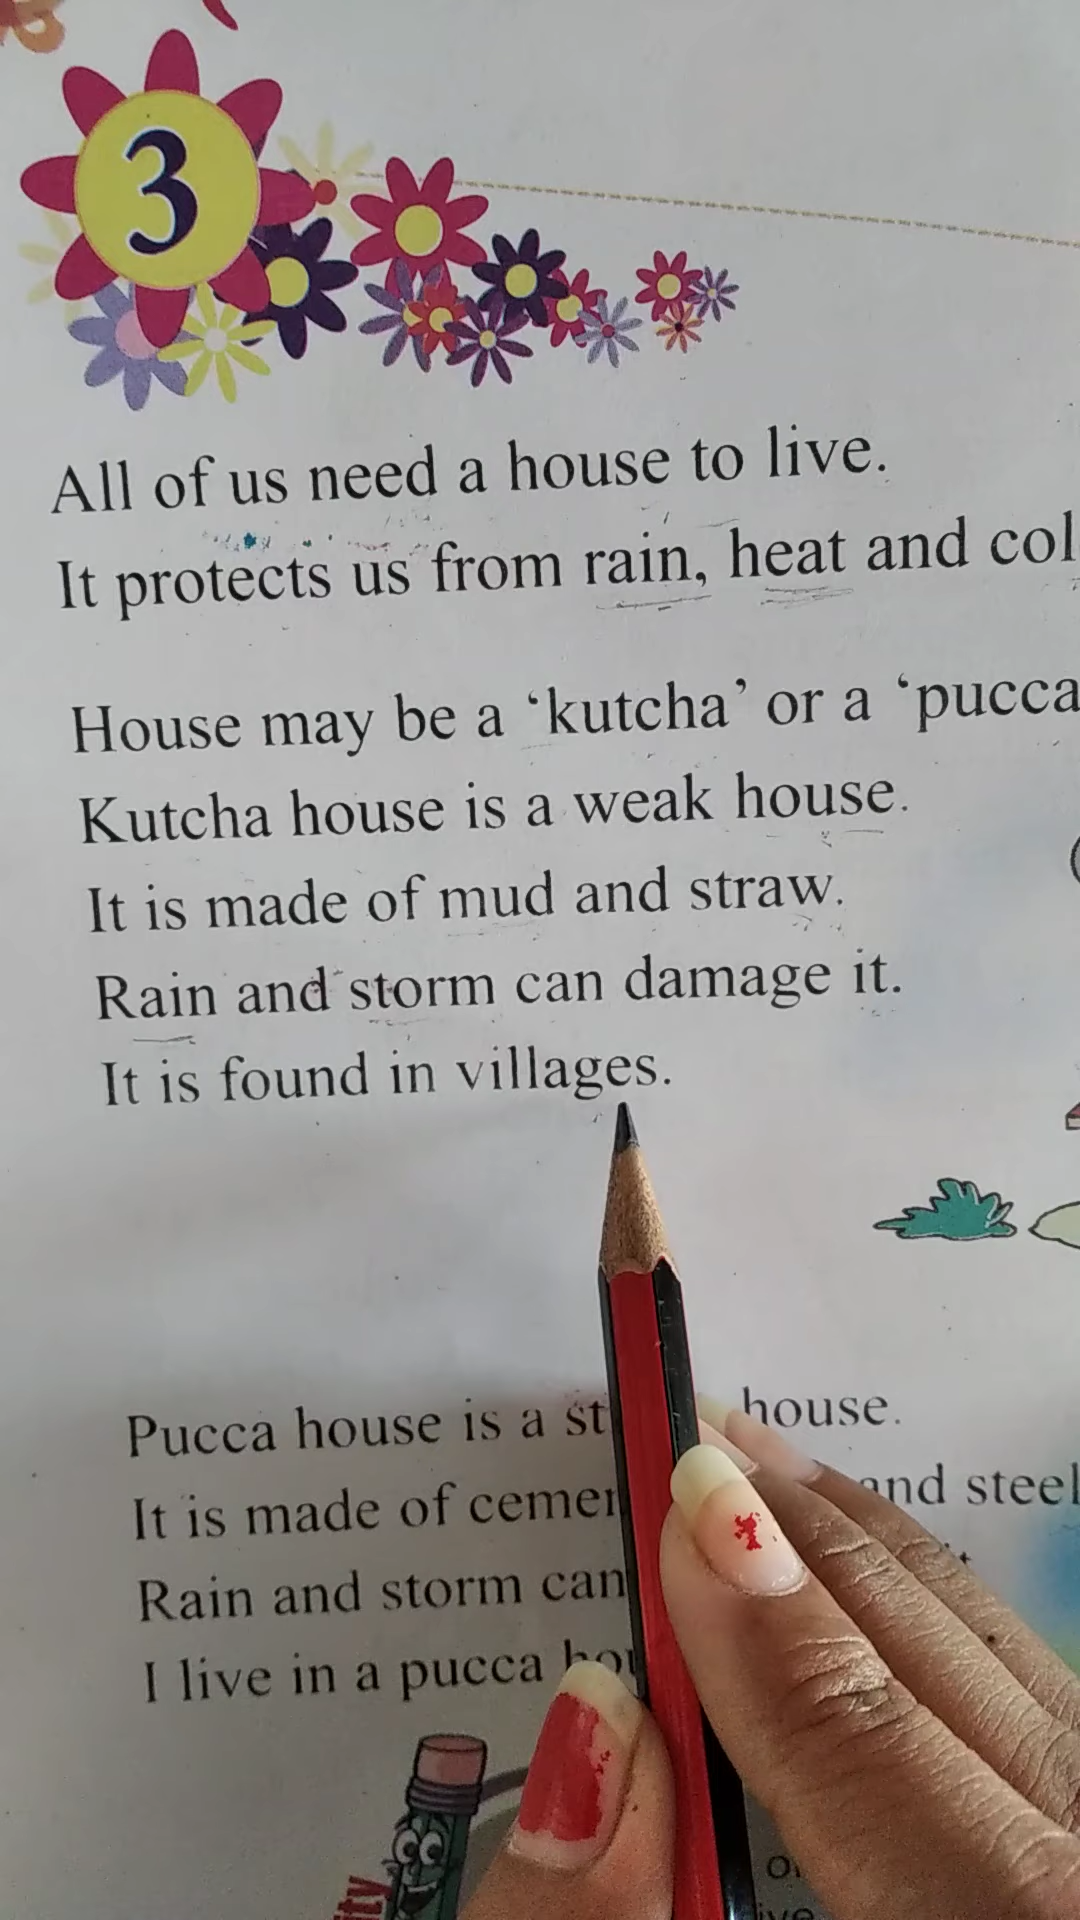 3
All of us need a house to live.
It protects us from rain, heat and
House may be a ‘kutcha’ or a ‘pucca
Kutcha house is a weak house.
It is made of mud and straw.
Rain and storm can damage it.
It is found in villages.
Pucca house is a house.
It is made of and steel
Rain and storm can
I live in a pucca